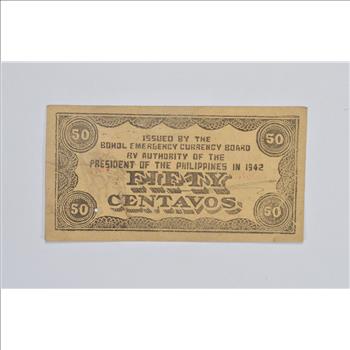 50 50
ISSUED BY THE
BOHOL EMERGENCY CURRENCY BOARD
BY AUTHORITY OF THE
PRESIDENT OF THE PHILIPPINES IN 1942
FIFTY
CENTAVOS
50 50